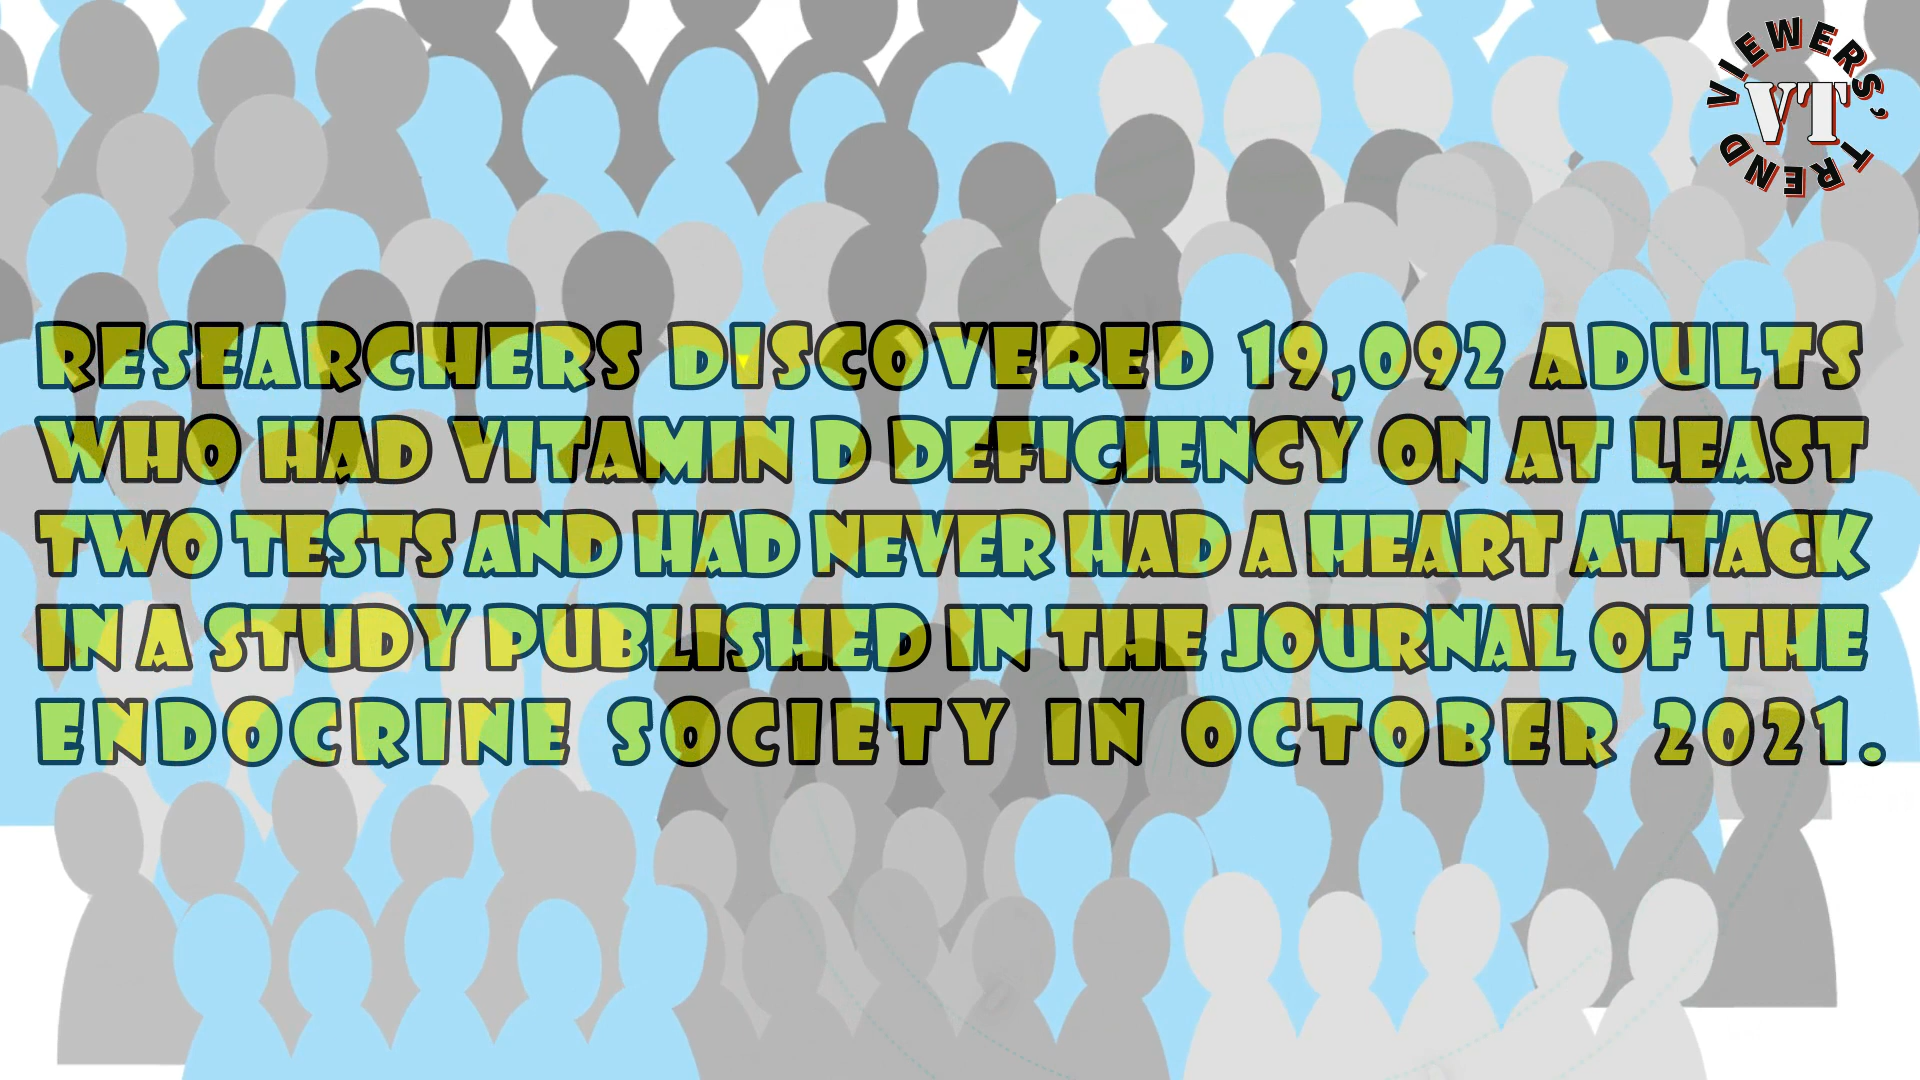 VIEWERS' TREND
VT
RESEARCHERS DISCOVERED 19,092 ADULTS
WHO HAD VITAMIN D DEFICIENCY ON AT LEAST
TWO TESTS AND HAD NEVER HAD A HEART ATTACK
IN A STUDY PUBLISHED IN THE JOURNAL OF THE
ENDOCRINE SOCIETY IN OCTOBER 2021.